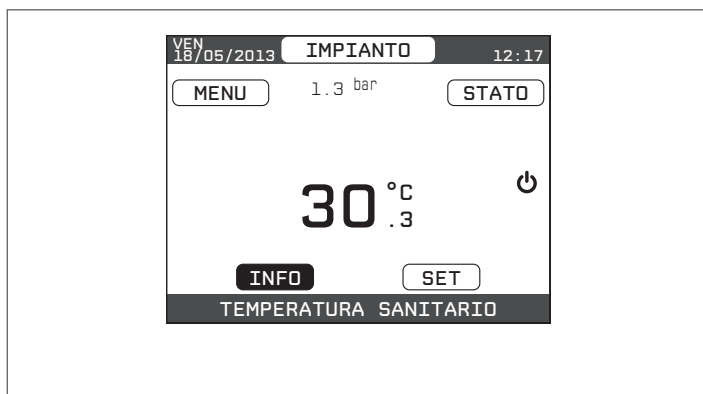 VEN
18/05/2013 IMPIANTO 12:17
MENU 1.3 bar STATO
30.3 °C
INFO SET
TEMPERATURA SANITARIO